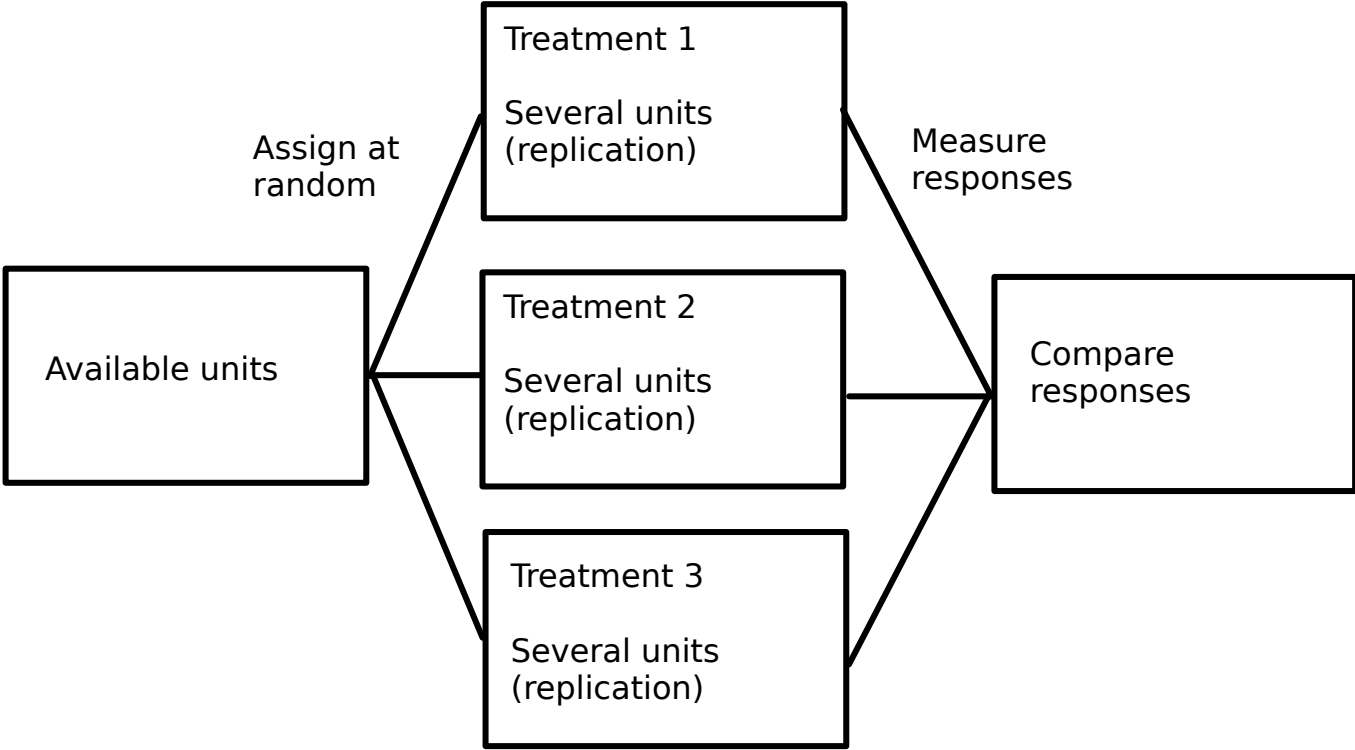 Available units
Assign at
random
Treatment 1
Several units
(replication)
Treatment 2
Several units
(replication)
Treatment 3
Several units
(replication)
Measure
responses
Compare
responses